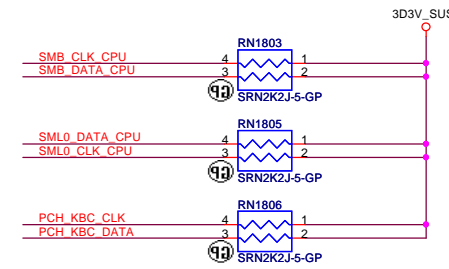 3D3V_SUS
RN1803
SMB_CLK_CPU 4 1
SMB_DATA_CPU 3 2
SRN2K2J-5-GP
RN1805
SML0_DATA_CPU 4 1
SML0_CLK_CPU 3 2
SRN2K2J-5-GP
RN1806
PCH_KBC_CLK 4 1
PCH_KBC_DATA 3 2
SRN2K2J-5-GP